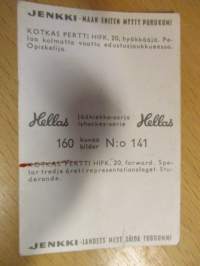 JENKKI - MAAN ENITEN MYYTY PURUKUMI
KOTKAS PERTTI HIFK, 20, hyökkääjä. Pe-
laa kolmatta vuotta edustusjoukkueessa.
Opiskelija.
Hellas
Jääkiekko-sarja
Ishockey-serie
Hellas
160 kuvaa
bilder N:o 141
KOTKAS PERTTI HIFK, 20, forward. Spe-
lar tredje året i representationslaget. Stu-
derande.
JENKKI - LANDETS MEST SÅLDA TUGGUMMI